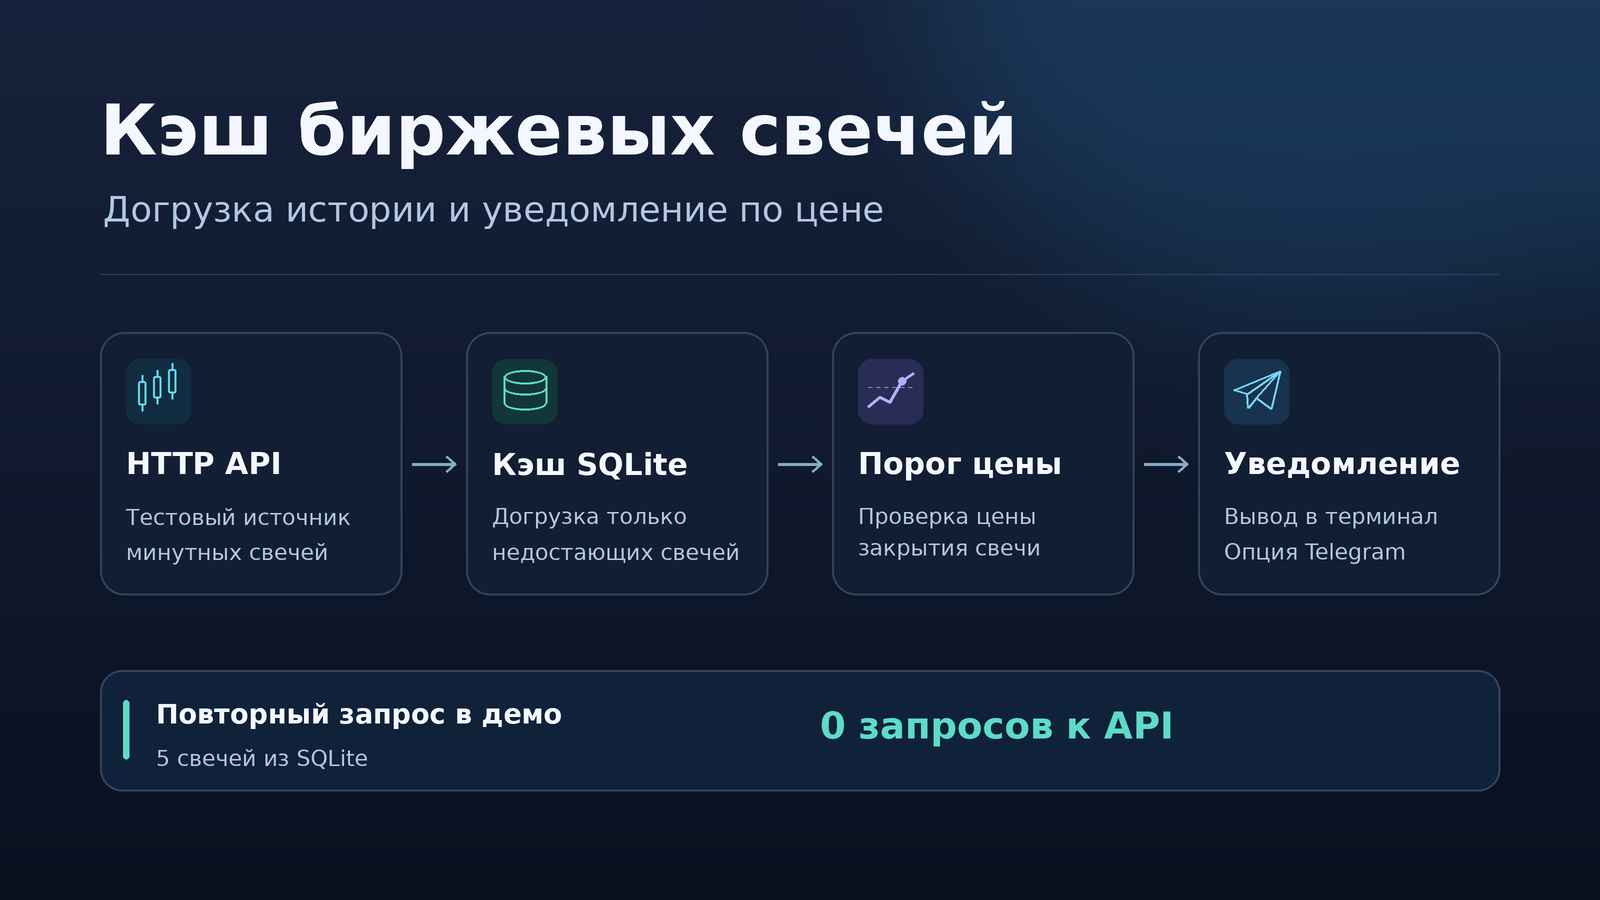 Кэш биржевых свечей
Догрузка истории и уведомление по цене
HTTP API
Тестовый источник
минутных свечей
Кэш SQLite
Догрузка только
недостающих свечей
Порог цены
Проверка цены
закрытия свечи
Уведомление
Вывод в терминал
Опция Telegram
Повторный запрос в демо
5 свечей из SQLite
0 запросов к API